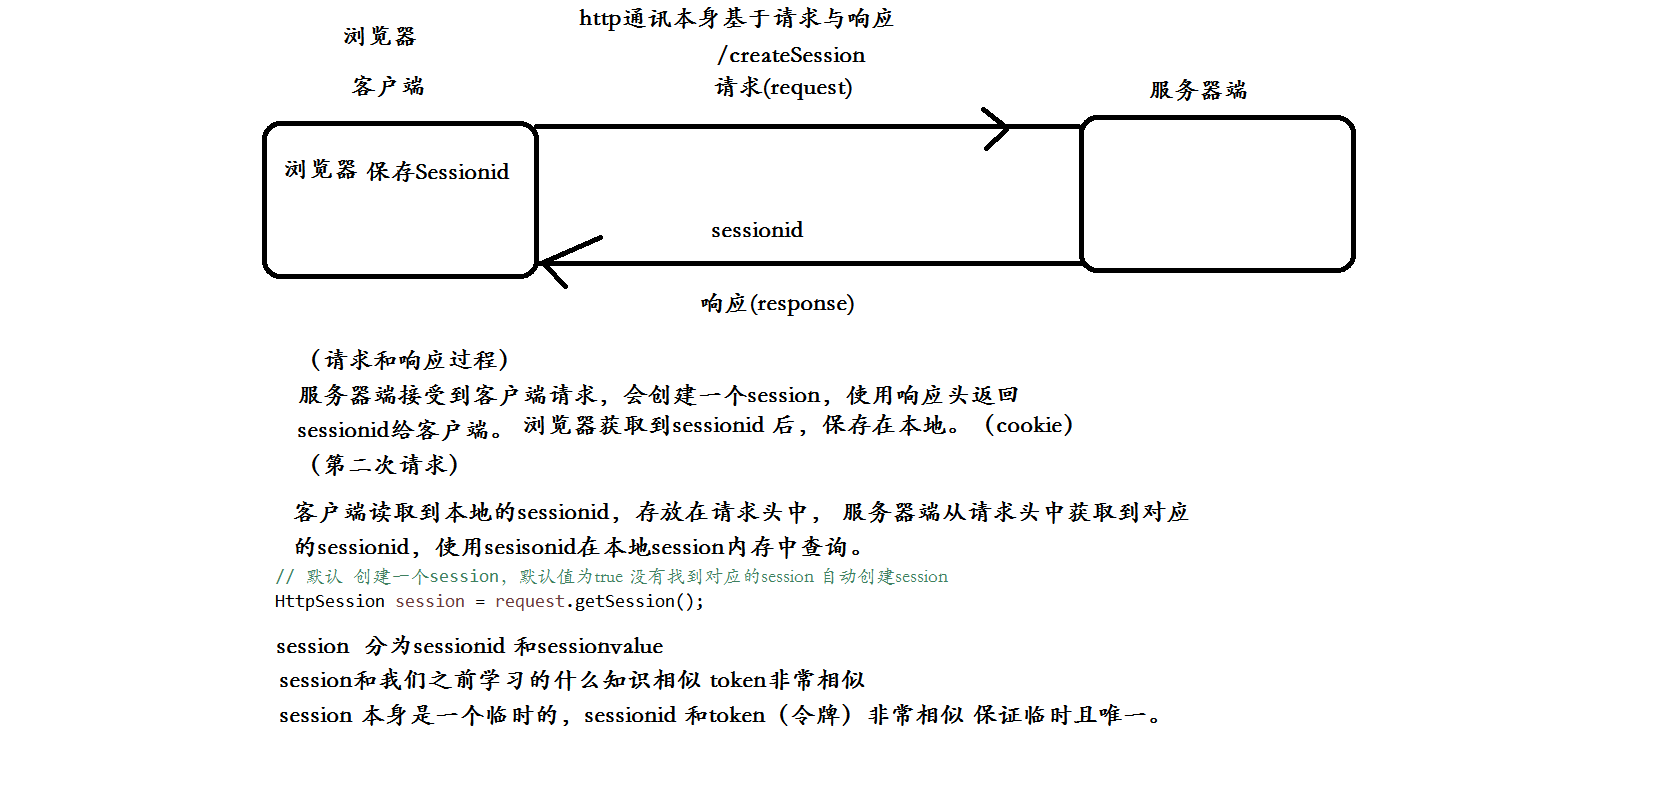 http通讯本身基于请求与响应
浏览器
/createSession
客户端
请求(request)
服务器端
浏览器 保存Sessionid
sessionid
响应(response)
（请求和响应过程）
服务器端接受到客户端请求，会创建一个session，使用响应头返回
sessionid给客户端。 浏览器获取到sessionid 后，保存在本地。（cookie）
（第二次请求）
客户端读取到本地的sessionid，存放在请求头中， 服务器端从请求头中获取到对应
的sessionid，使用sesisonid在本地session内存中查询。
// 默认 创建一个session，默认值为true 没有找到对应的session 自动创建session
HttpSession session = request.getSession();
session 分为sessionid 和sessionvalue
session和我们之前学习的什么知识相似 token非常相似
session 本身是一个临时的，sessionid 和token（令牌）非常相似 保证临时且唯一。